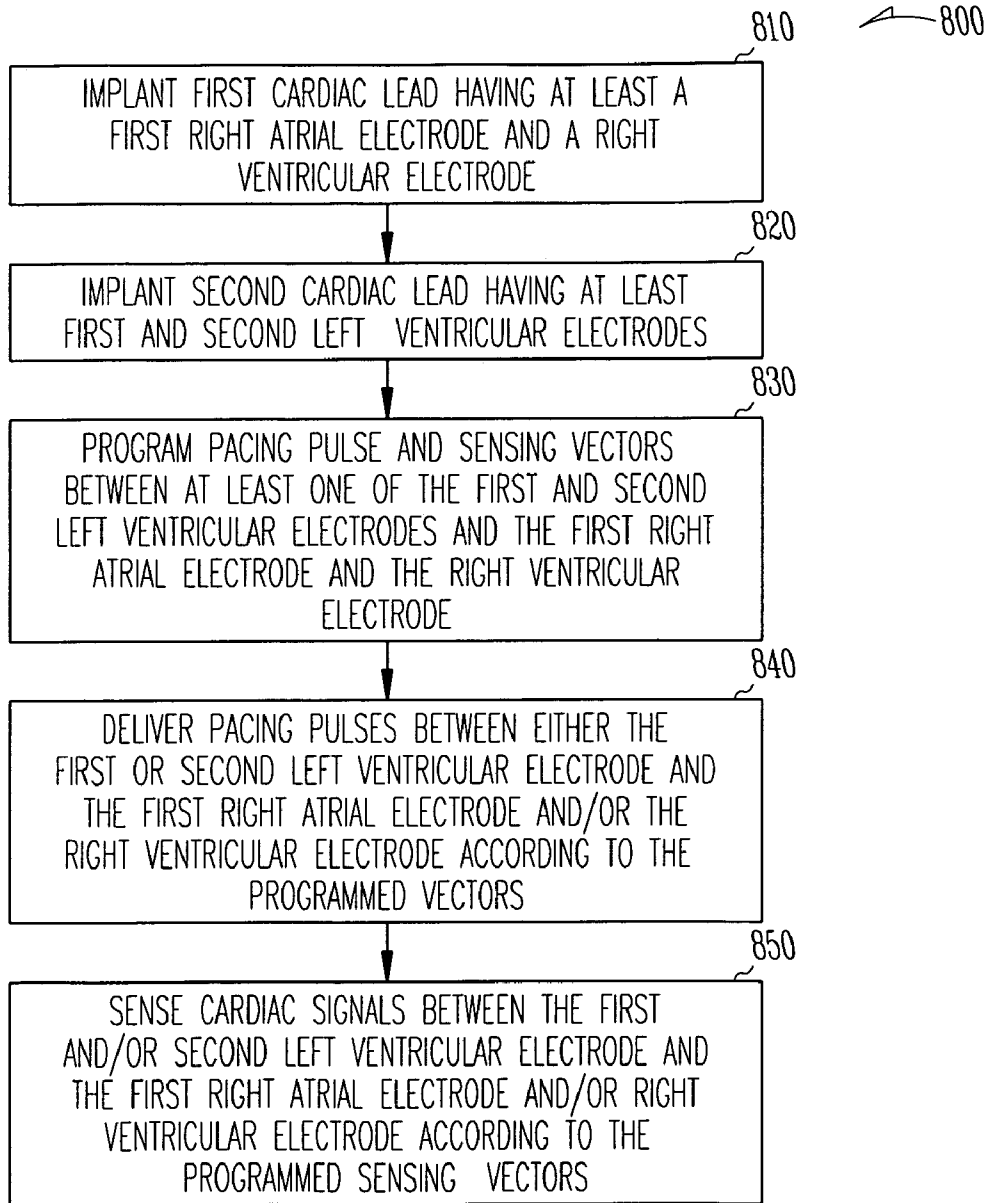 800
810
IMPLANT FIRST CARDIAC LEAD HAVING AT LEAST A
FIRST RIGHT ATRIAL ELECTRODE AND A RIGHT
VENTRICULAR ELECTRODE
820
IMPLANT SECOND CARDIAC LEAD HAVING AT LEAST
FIRST AND SECOND LEFT VENTRICULAR ELECTRODES
830
PROGRAM PACING PULSE AND SENSING VECTORS
BETWEEN AT LEAST ONE OF THE FIRST AND SECOND
LEFT VENTRICULAR ELECTRODES AND THE FIRST RIGHT
ATRIAL ELECTRODE AND THE RIGHT VENTRICULAR
ELECTRODE
840
DELIVER PACING PULSES BETWEEN EITHER THE
FIRST OR SECOND LEFT VENTRICULAR ELECTRODE AND
THE FIRST RIGHT ATRIAL ELECTRODE AND/OR THE
RIGHT VENTRICULAR ELECTRODE ACCORDING TO THE
PROGRAMMED VECTORS
850
SENSE CARDIAC SIGNALS BETWEEN THE FIRST
AND/OR SECOND LEFT VENTRICULAR ELECTRODE AND
THE FIRST RIGHT ATRIAL ELECTRODE AND/OR RIGHT
VENTRICULAR ELECTRODE ACCORDING TO THE
PROGRAMMED SENSING VECTORS